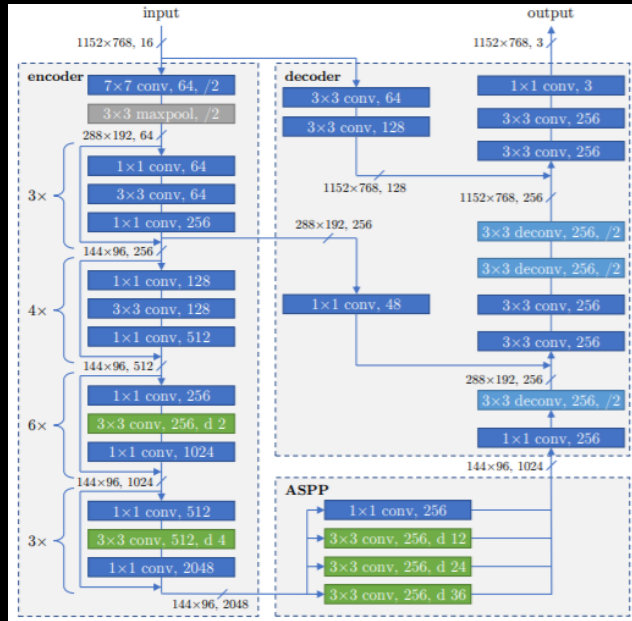 input
1152×768, 16
encoder
7×7 conv, 64, /2
3×3 maxpool, /2
288×192, 64
3×
1×1 conv, 64
3×3 conv, 64
1×1 conv, 256
144×96, 256
4×
1×1 conv, 128
3×3 conv, 128
1×1 conv, 512
144×96, 512
6×
1×1 conv, 256
3×3 conv, 256, d 2
1×1 conv, 1024
144×96, 1024
3×
1×1 conv, 512
3×3 conv, 512, d 4
1×1 conv, 2048
144×96, 2048
output
1152×768, 3
decoder
3×3 conv, 64
3×3 conv, 128
1152×768, 128
288×192, 256
1×1 conv, 48
1×1 conv, 3
3×3 conv, 256
3×3 conv, 256
1152×768, 256
3×3 deconv, 256, /2
3×3 deconv, 256, /2
3×3 conv, 256
3×3 conv, 256
288×192, 256
3×3 deconv, 256, /2
1×1 conv, 256
144×96, 1024
ASPP
1×1 conv, 256
3×3 conv, 256, d 12
3×3 conv, 256, d 24
3×3 conv, 256, d 36